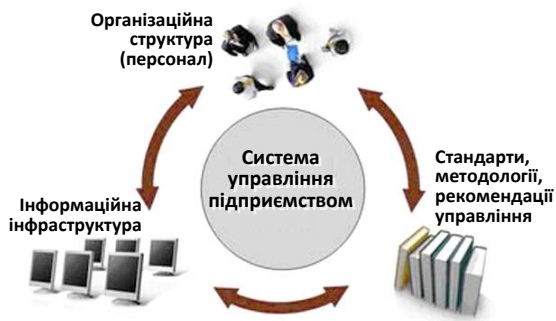 Організаційна
структура
(персонал)
Система
управління
підприємством
Стандарти,
методології,
рекомендації
управління
Інформаційна
інфраструктура